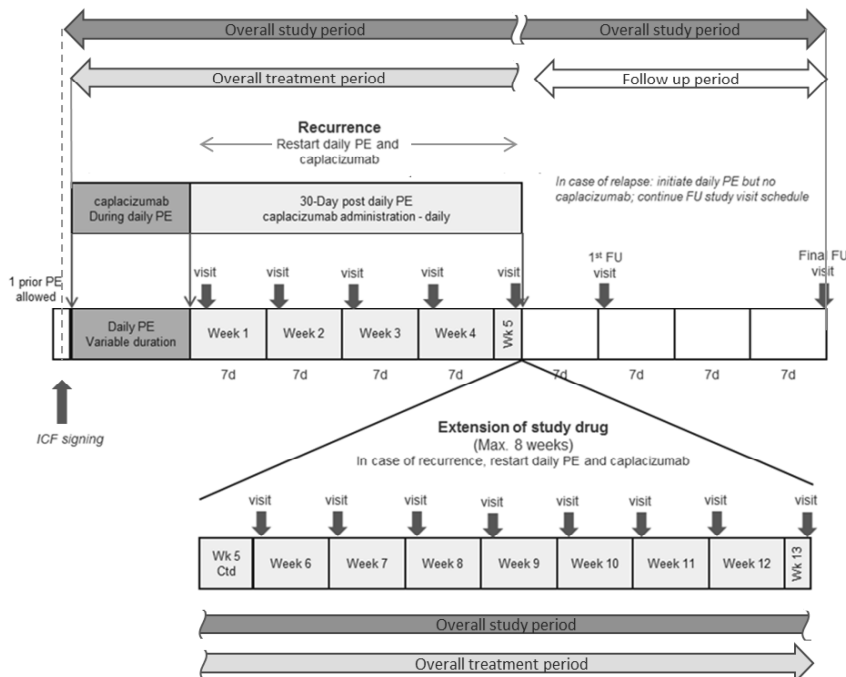 Overall study period
Overall study period
Overall treatment period
Follow up period
Recurrence
Restart daily PE and
caplacizumab
caplacizumab
During daily PE
30-Day post daily PE
caplacizumab administration - daily
In case of relapse: initiate daily PE but no
caplacizumab; continue FU study visit schedule
1 prior PE
allowed
visit
visit
visit
visit
visit
1st FU
visit
Final FU
visit
Daily PE
Variable duration
Week 1
Week 2
Week 3
Week 4
Wk 5
7d
7d
7d
7d
7d
7d
7d
7d
ICF signing
Extension of study drug
(Max. 8 weeks)
In case of recurrence, restart daily PE and caplacizumab
visit
visit
visit
visit
visit
visit
visit
visit
Wk 5
Ctd
Week 6
Week 7
Week 8
Week 9
Week 10
Week 11
Week 12
Wk 13
Overall study period
Overall treatment period